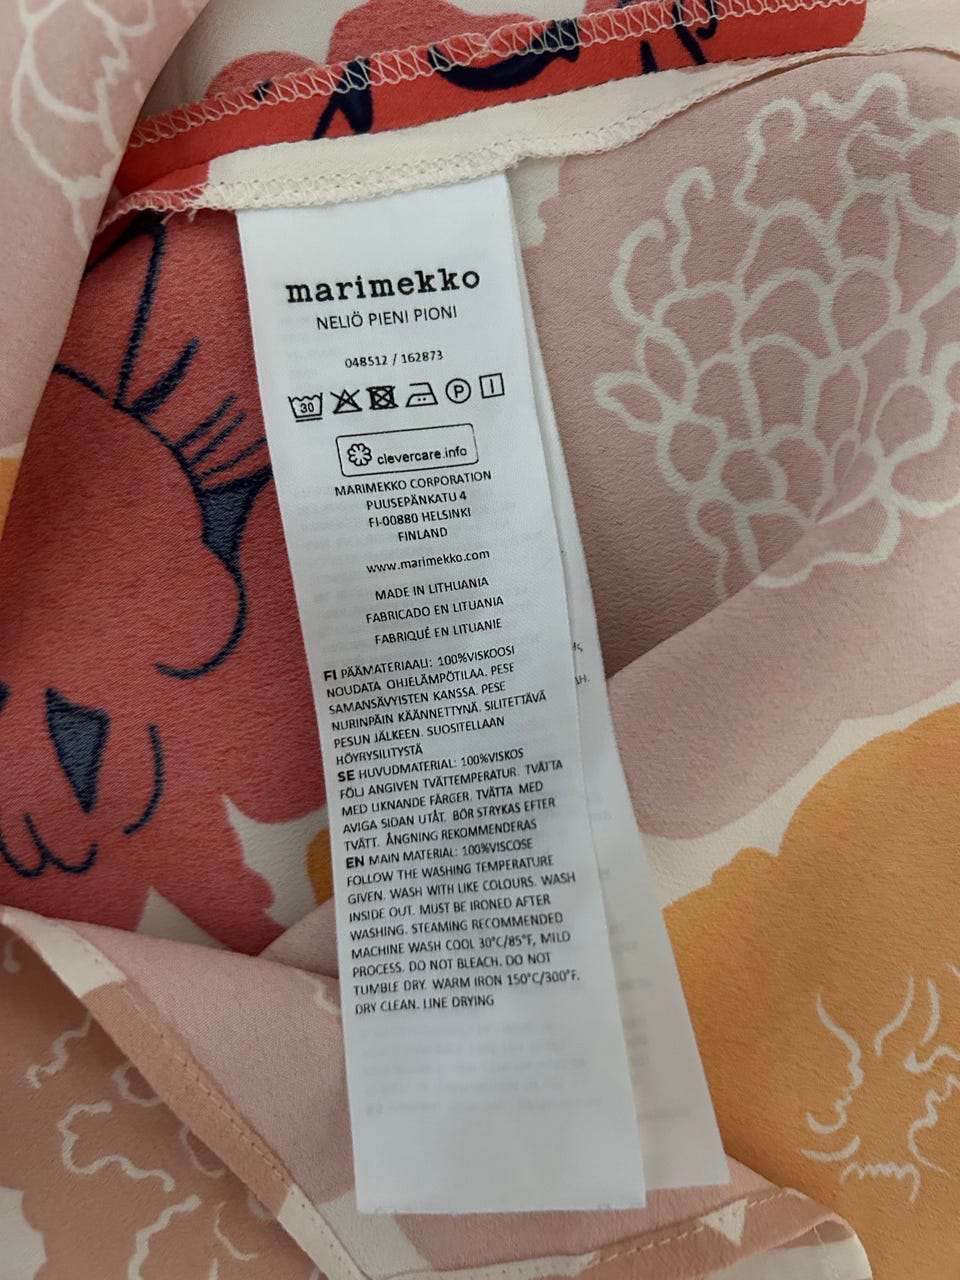 marimekko
NELIÖ PIENI PIONI
048512 / 162873
30 P
clevercare.info
MARIMEKKO CORPORATION
PUUSEPÄNKATU 4
FI-00880 HELSINKI
FINLAND
www.marimekko.com
MADE IN LITHUANIA
FABRICADO EN LITUANIA
FABRIQUÉ EN LITUANIE
FI PÄÄMATERIAALI: 100%VISKOOSI
NOUDATA OHJELÄMPÖTILAA. PESE
SAMANSÄVYISTEN KANSSA. PESE
NURINPÄIN KÄÄNNETTYNÄ. SILITETTÄVÄ
PESUN JÄLKEEN. SUOSITELLAAN
HÖYRYSILITYSTÄ
SE HUVUDMATERIAL: 100%VISKOS
FÖLJ ANGIVEN TVÄTTEMPERATUR. TVÄTTA
MED LIKNANDE FÄRGER. TVÄTTA MED
AVIGA SIDAN UTÅT. BÖR STRYKAS EFTER
TVÄTT. ÅNGNING REKOMMENDERAS
EN MAIN MATERIAL: 100%VISCOSE
FOLLOW THE WASHING TEMPERATURE
GIVEN. WASH WITH LIKE COLOURS. WASH
INSIDE OUT. MUST BE IRONED AFTER
WASHING. STEAMING RECOMMENDED
MACHINE WASH COOL 30°C/85°F, MILD
PROCESS. DO NOT BLEACH. DO NOT
TUMBLE DRY. WARM IRON 150°C/300°F.
DRY CLEAN. LINE DRYING